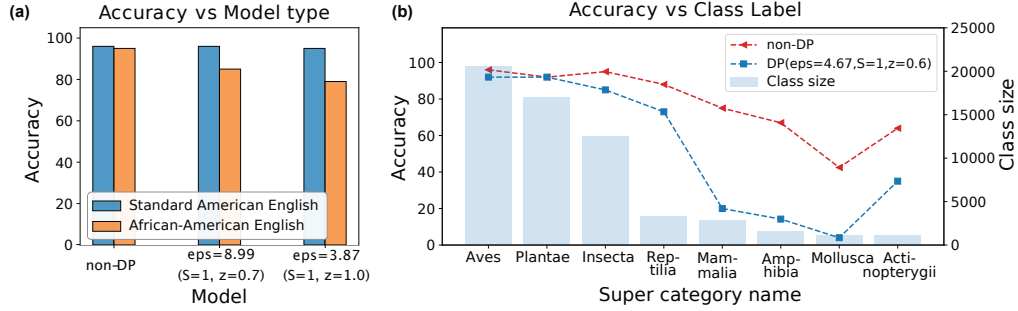 (a)
Accuracy vs Model type
Accuracy
100
80
60
40
20
0
Standard American English
African-American English
non-DP
eps=8.99
(S=1, z=0.7)
eps=3.87
(S=1, z=1.0)
Model
(b)
Accuracy vs Class Label
Accuracy
100
80
60
40
20
0
non-DP
DP(eps=4.67,S=1,z=0.6)
Class size
25000
20000
15000
10000
5000
0
Class size
Aves
Plantae
Insecta
Rep-
tilia
Mam-
malia
Amp-
hibia
Mollusca
Acti-
nopterygii
Super category name